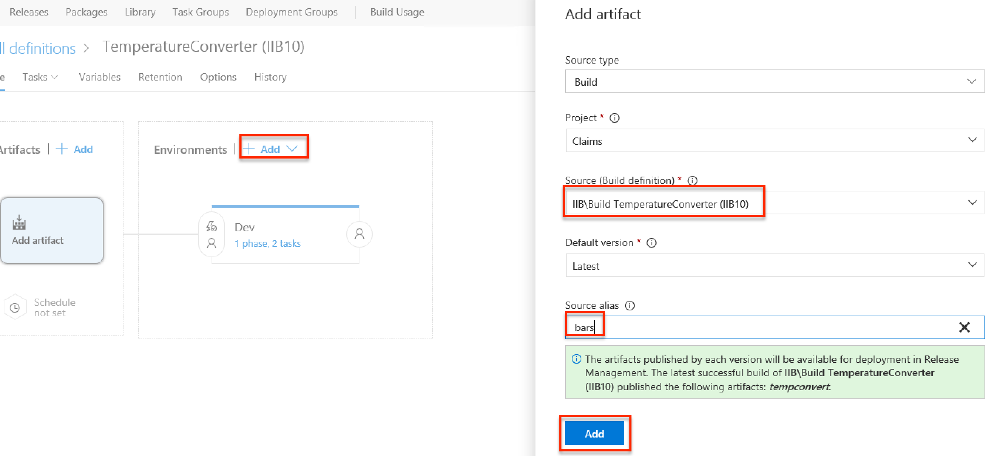 Releases Packages Library Task Groups Deployment Groups Build Usage
ll definitions > TemperatureConverter (IIB10)
e Tasks Variables Retention Options History
Artifacts | + Add
Environments | + Add
Add artifact
Dev
1 phase, 2 tasks
Schedule
not set
Add artifact
Source type
Build
Project *
Claims
Source (Build definition) *
IIB\Build TemperatureConverter (IIB10)
Default version *
Latest
Source alias
bars
The artifacts published by each version will be available for deployment in Release
Management. The latest successful build of IIB\Build TemperatureConverter
(IIB10) published the following artifacts: tempconvert.
Add